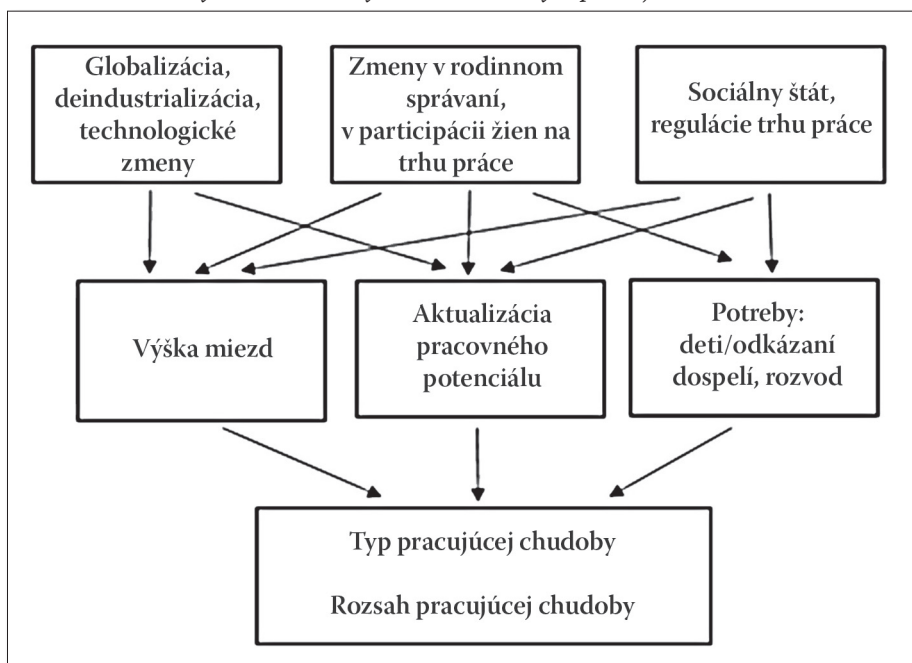 Globalizácia,
deindustrializácia,
technologické
zmeny
Zmeny v rodinnom
správaní,
v participácii žien na
trhu práce
Sociálny štát,
regulácie trhu práce
Výška miezd
Aktualizácia
pracovného
potenciálu
Potreby:
deti/odkázaní
dospelí, rozvod
Typ pracujúcej chudoby
Rozsah pracujúcej chudoby